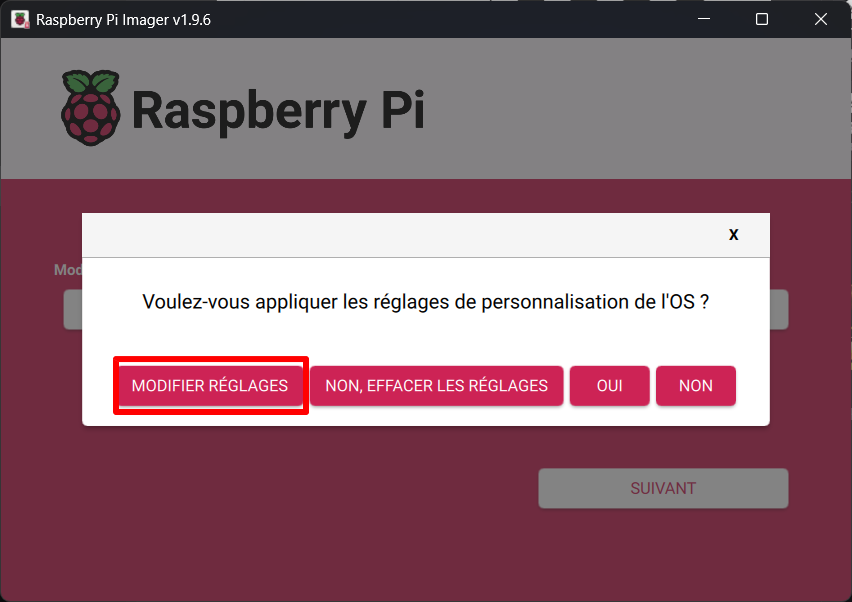 Raspberry Pi Imager v1.9.6
Raspberry Pi
X
Mod
Voulez-vous appliquer les réglages de personnalisation de l'OS ?
MODIFIER RÉGLAGES NON, EFFACER LES RÉGLAGES OUI NON
SUIVANT